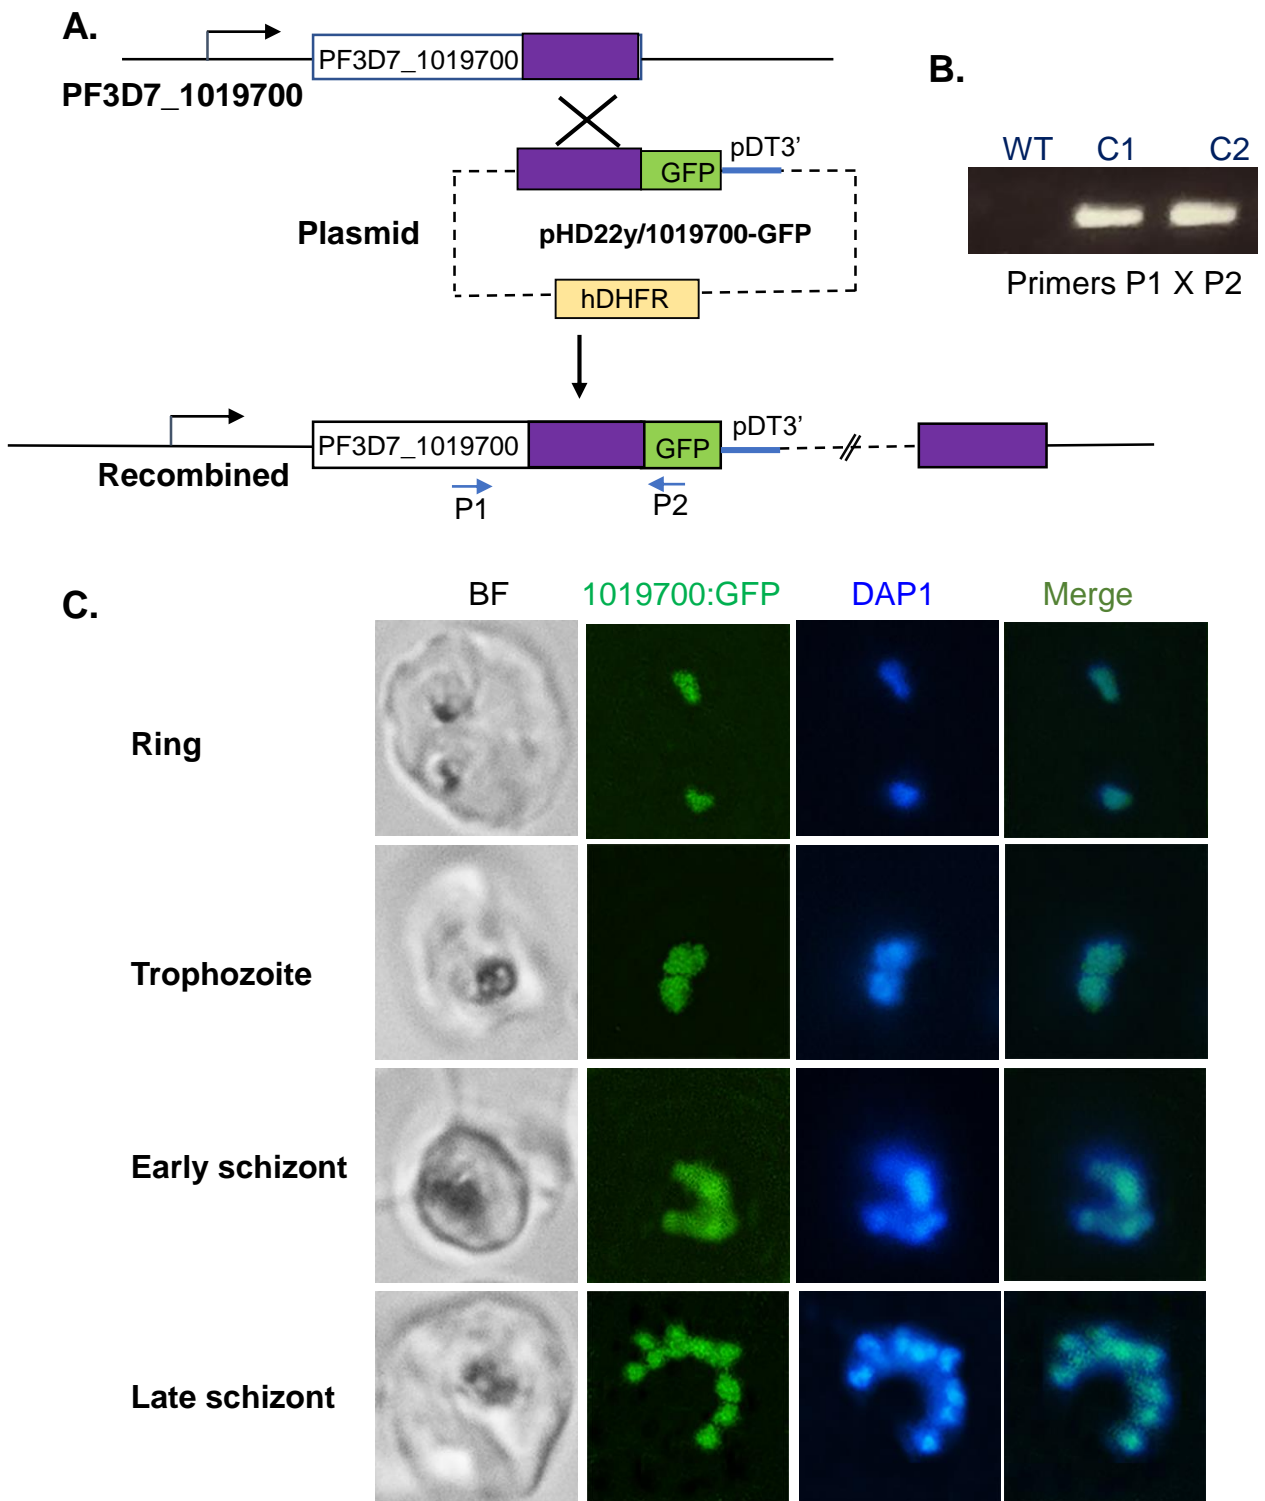 A.
PF3D7_1019700
PF3D7_1019700
GFP
pDT3’
Plasmid
pHD22y/1019700-GFP
hDHFR
PF3D7_1019700
GFP
pDT3’
Recombined
P1
P2
B.
WT C1 C2
Primers P1 X P2
C.
BF 1019700:GFP DAP1 Merge
Ring
Trophozoite
Early schizont
Late schizont